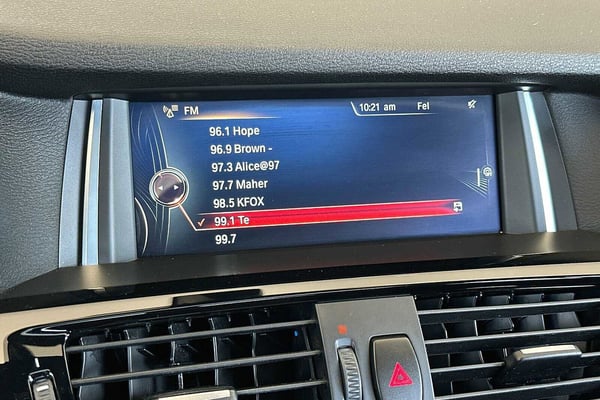 FM 10:21 am Fel
96.1 Hope
96.9 Brown -
97.3 Alice@97
97.7 Maher
98.5 KFOX
✓ 99.1 Te
99.7